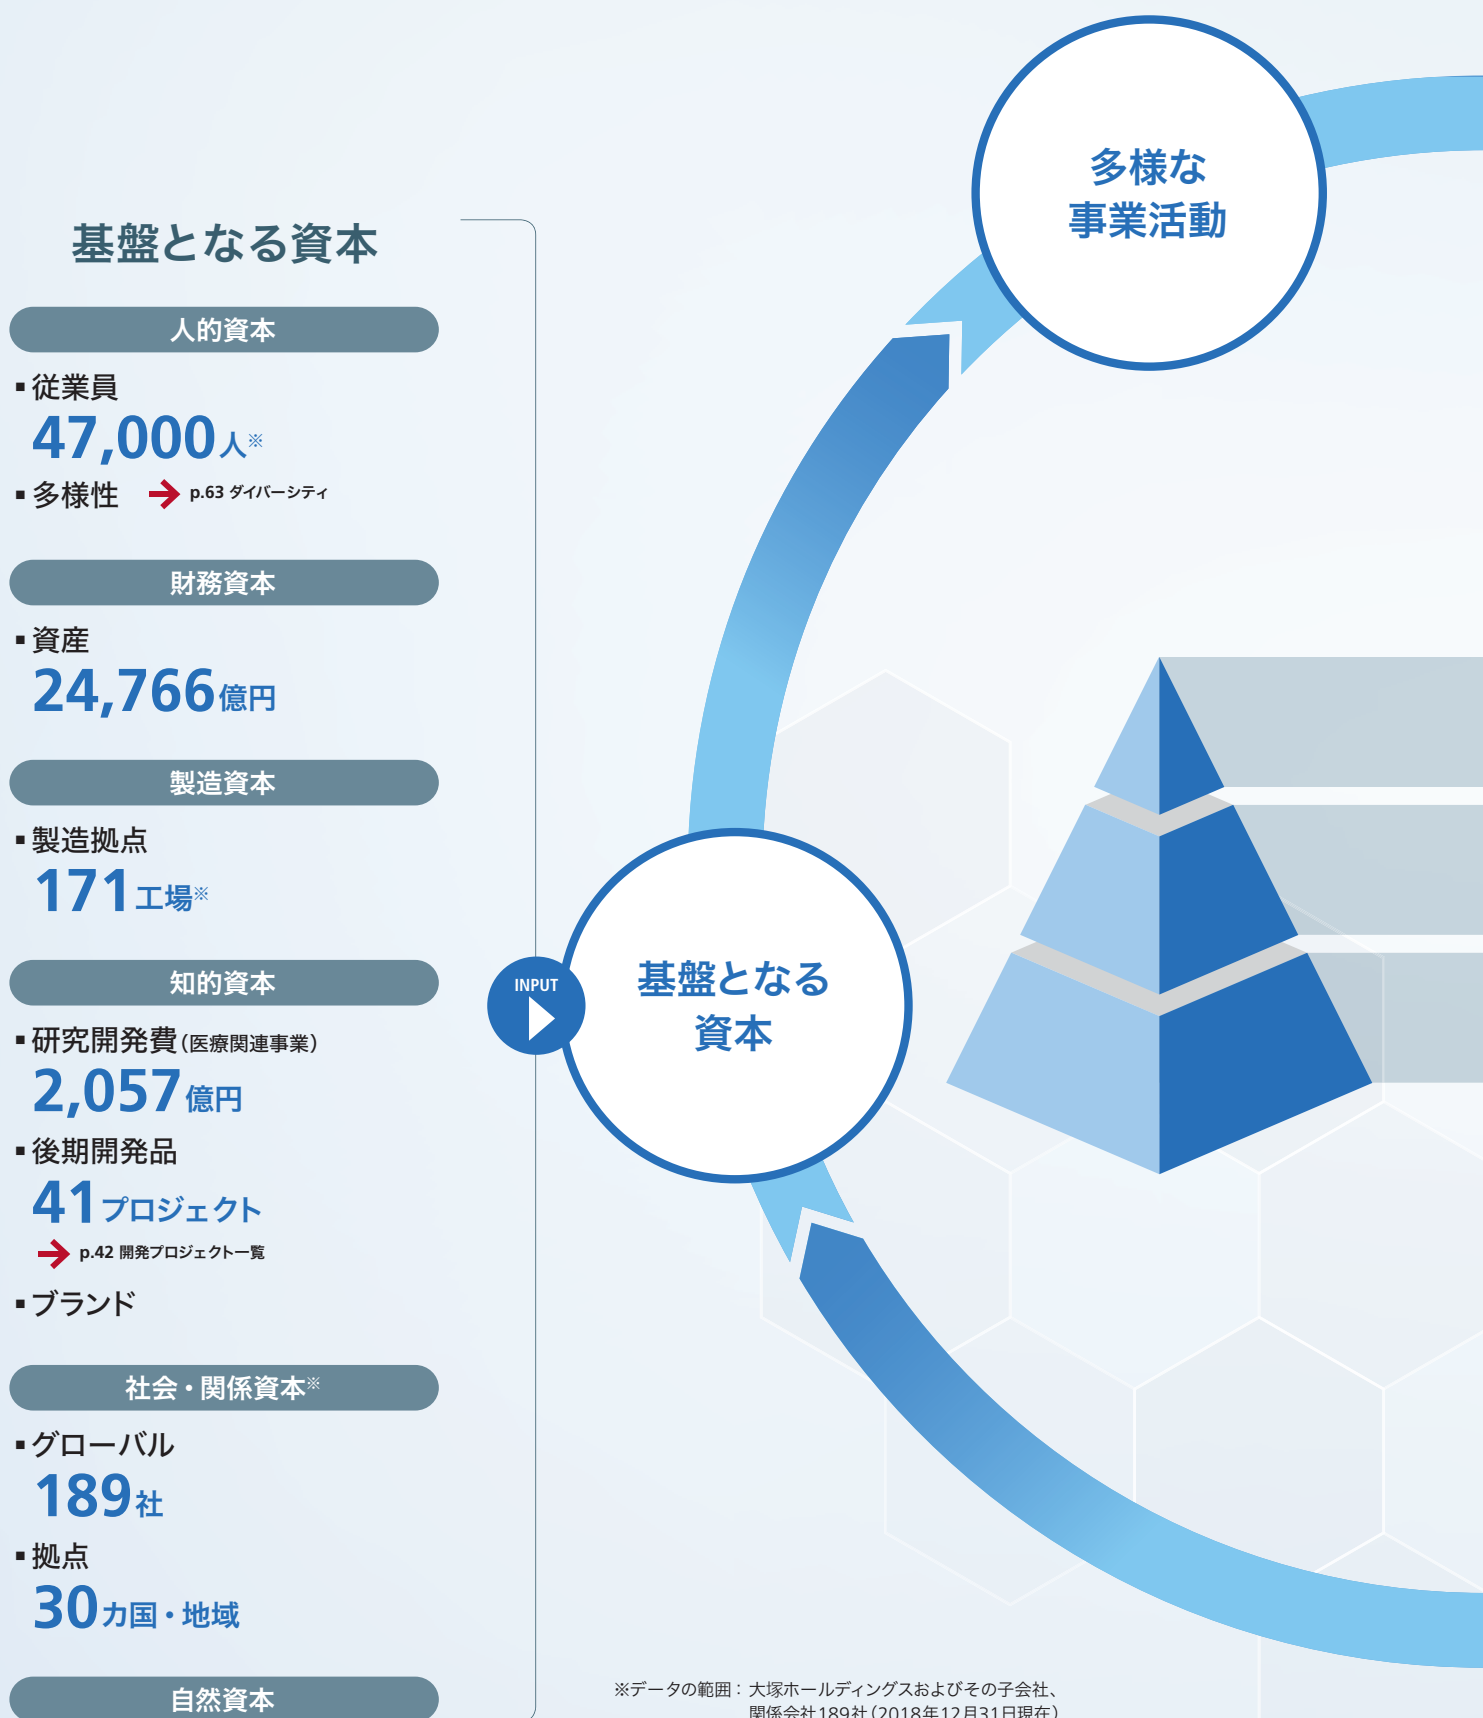 基盤となる資本
人的資本
▪従業員
47,000人※
▪多様性 p.63 ダイバーシティ
財務資本
▪資産
24,766億円
製造資本
▪製造拠点
171工場※
知的資本
▪研究開発費（医療関連事業）
2,057億円
▪後期開発品
41プロジェクト
p.42 開発プロジェクト一覧
▪ブランド
社会・関係資本※
▪グローバル
189社
▪拠点
30カ国・地域
自然資本
INPUT
基盤となる
資本
多様な
事業活動
※データの範囲：大塚ホールディングスおよびその子会社、
関係会社189社（2018年12月31日現在）